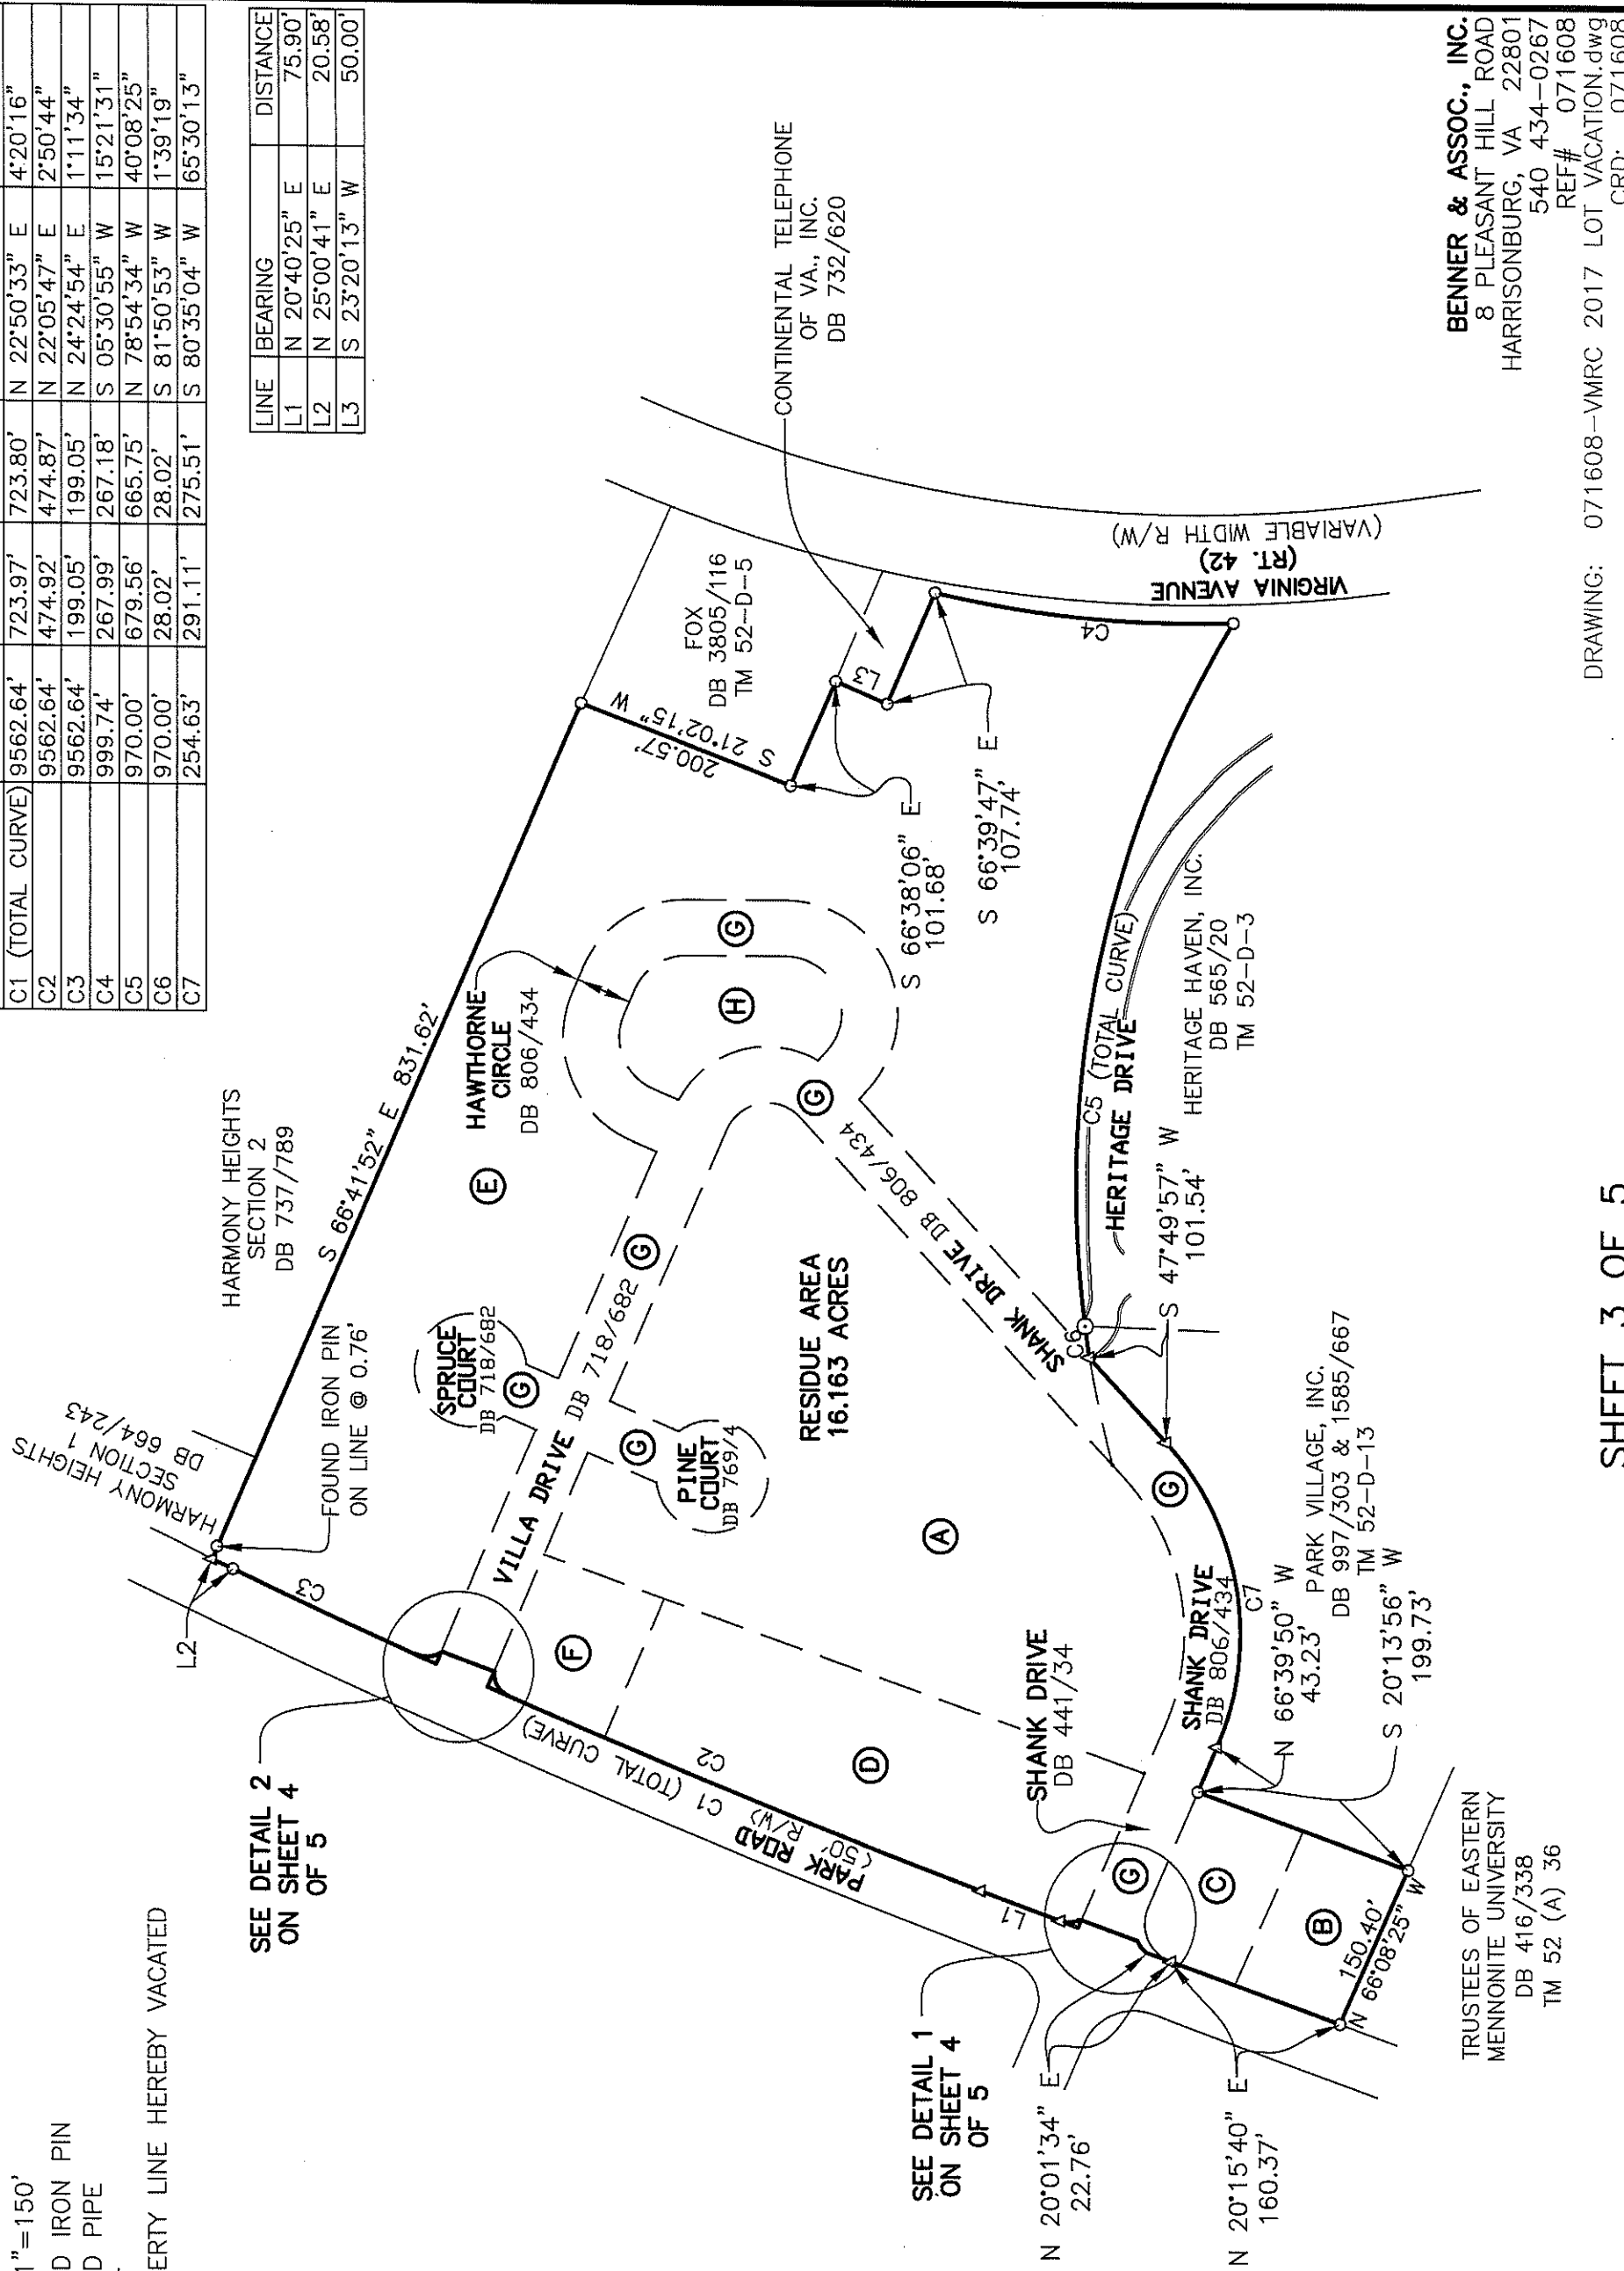 1"=150'
D IRON PIN
D PIPE
ERTY LINE HEREBY VACATED
C1 (TOTAL CURVE) 9562.64' 723.97' 723.80' N 22°50'33" E 4°20'16"
C2 9562.64' 474.92' 474.87' N 22°05'47" E 2°50'44"
C3 9562.64' 199.05' 199.05' N 24°24'54" E 1°11'34"
C4 999.74' 267.99' 267.18' S 05°30'55" W 15°21'31"
C5 970.00' 679.56' 665.75' N 78°54'34" W 40°08'25"
C6 970.00' 28.02' 28.02' S 81°50'53" W 1°39'19"
C7 254.63' 291.11' 275.51' S 80°35'04" W 65°30'13"
LINE BEARING DISTANCE
L1 N 20°40'25" E 75.90'
L2 N 25°00'41" E 20.58'
L3 S 23°20'13" W 50.00'
HARMONY HEIGHTS
SECTION 1
DB 664/243
HARMONY HEIGHTS
SECTION 2
DB 737/789
S 66°41'52" E 831.62'
FOUND IRON PIN
ON LINE @ 0.76'
L2
C3
SEE DETAIL 2
ON SHEET 4
OF 5
HAWTHORNE
CIRCLE
DB 806/434
E
G
H
G
SPRUCE
COURT
DB 718/682
G
VILLA DRIVE DB 718/682
G
G
PINE
COURT
DB 769/4
RESIDUE AREA
16.163 ACRES
SHANK DRIVE DB 806/434
A
F
D
C1 (TOTAL CURVE)
C2
PARK ROAD
(50' R/W)
L1
SEE DETAIL 1
ON SHEET 4
OF 5
SHANK DRIVE
DB 441/34
SHANK DRIVE
DB 806/434
G
C7
G
C
B
N 20°01'34" E
22.76'
N 20°15'40" E
160.37'
150.40'
N 66°08'25" W
N 66°39'50" W
43.23'
S 20°13'56" W
199.73'
PARK VILLAGE, INC.
DB 997/303 & 1585/667
TM 52-D-13
TRUSTEES OF EASTERN
MENNONITE UNIVERSITY
DB 416/338
TM 52 (A) 36
S 47°49'57" W
101.54'
C6
C5 (TOTAL CURVE)
HERITAGE DRIVE
HERITAGE HAVEN, INC.
DB 565/20
TM 52-D-3
S 21°02'15" W
200.57'
FOX
DB 3805/116
TM 52-D-5
L3
S 66°38'06" E
101.68'
S 66°39'47" E
107.74'
C4
VIRGINIA AVENUE
(RT. 42)
(VARIABLE WIDTH R/W)
CONTINENTAL TELEPHONE
OF VA., INC.
DB 732/620
BENNER & ASSOC., INC.
8 PLEASANT HILL ROAD
HARRISONBURG, VA 22801
540 434-0267
REF# 071608
DRAWING: 071608-VMRC 2017 LOT VACATION.dwg
CRD: 071608
SHEET 3 OF 5